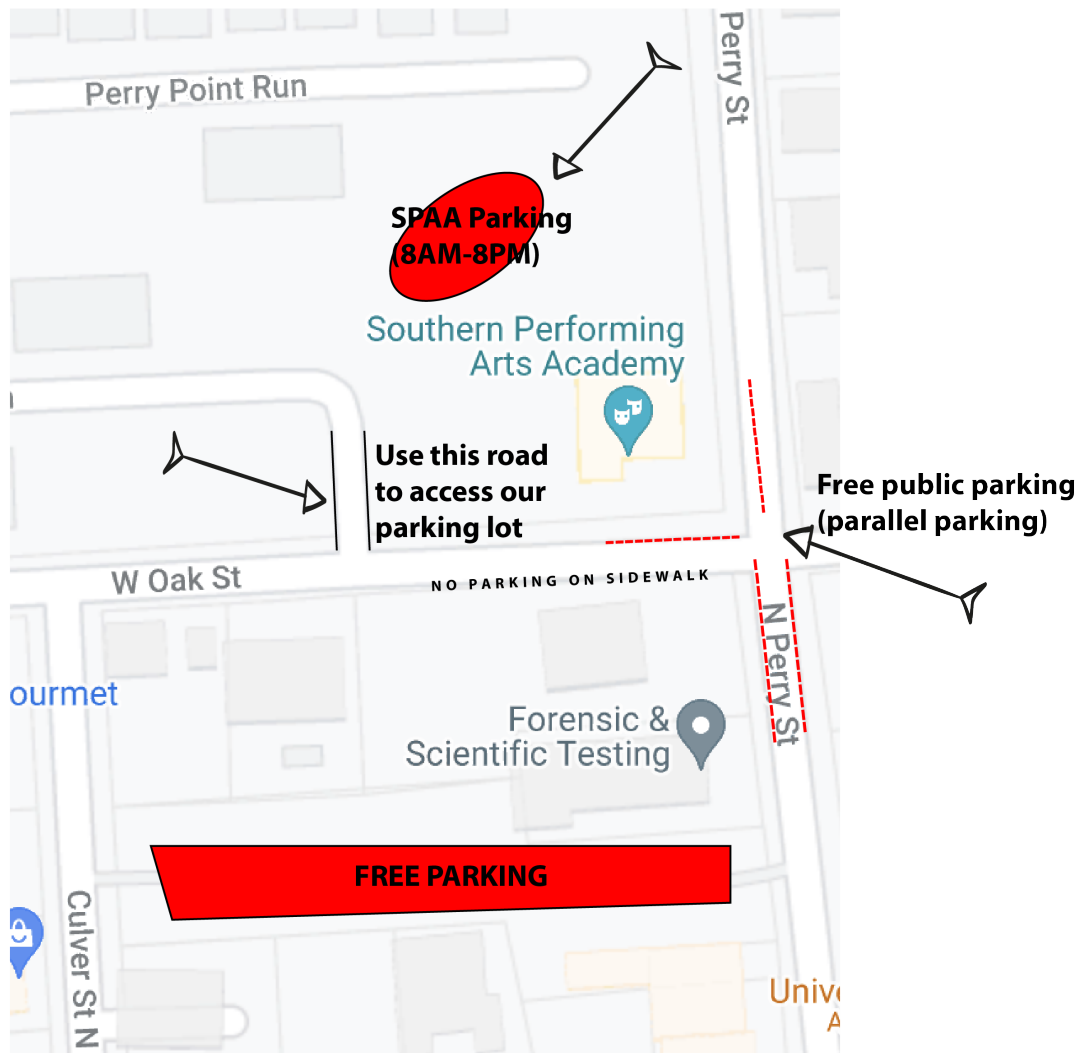 Perry St
Perry Point Run
SPAA Parking
(8AM-8PM)
Southern Performing
Arts Academy
Use this road
to access our
parking lot
Free public parking
(parallel parking)
W Oak St
NO PARKING ON SIDEWALK
N Perry St
ourmet
Forensic &
Scientific Testing
FREE PARKING
Culver St N
Unive
A